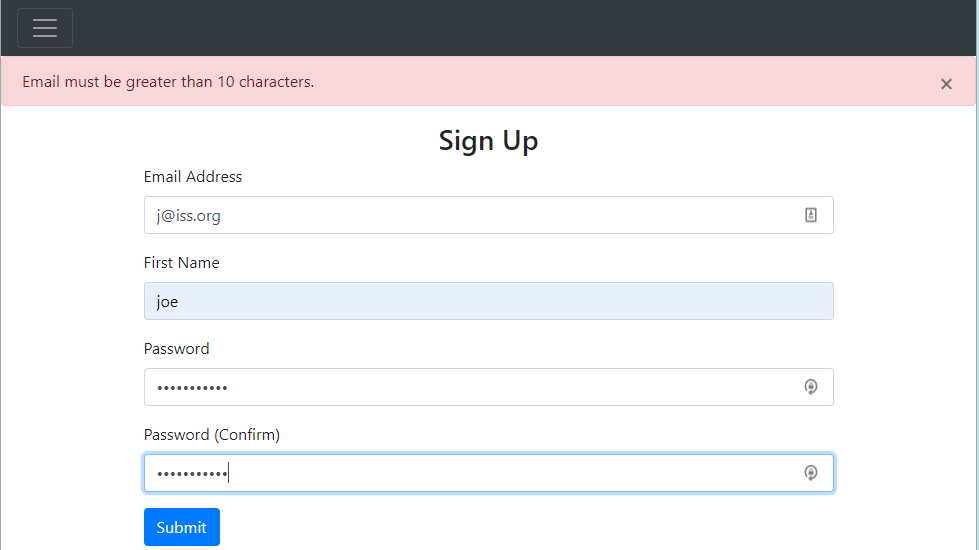 Email must be greater than 10 characters.
×
Sign Up
Email Address
j@iss.org
First Name
joe
Password
•••••••••••
Password (Confirm)
•••••••••••
Submit